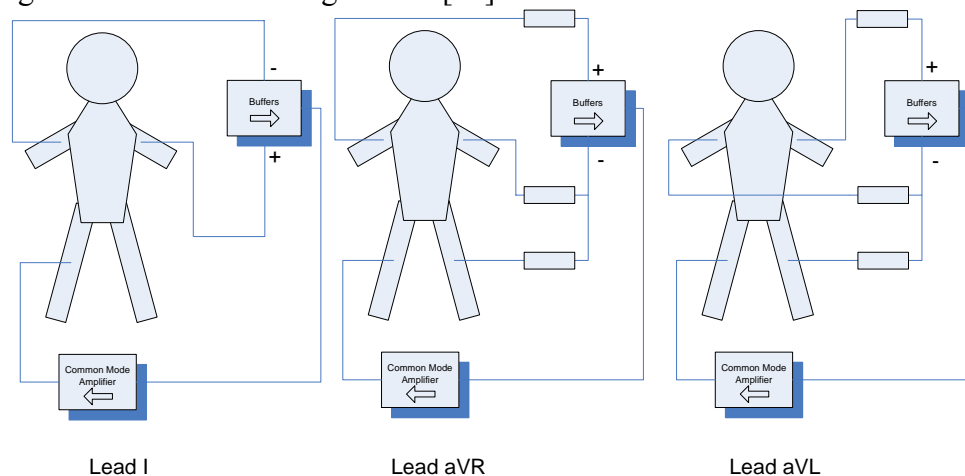 -
Buffers
+
Common Mode
Amplifier
Lead I
+
Buffers
-
Common Mode
Amplifier
Lead aVR
+
Buffers
-
Common Mode
Amplifier
Lead aVL